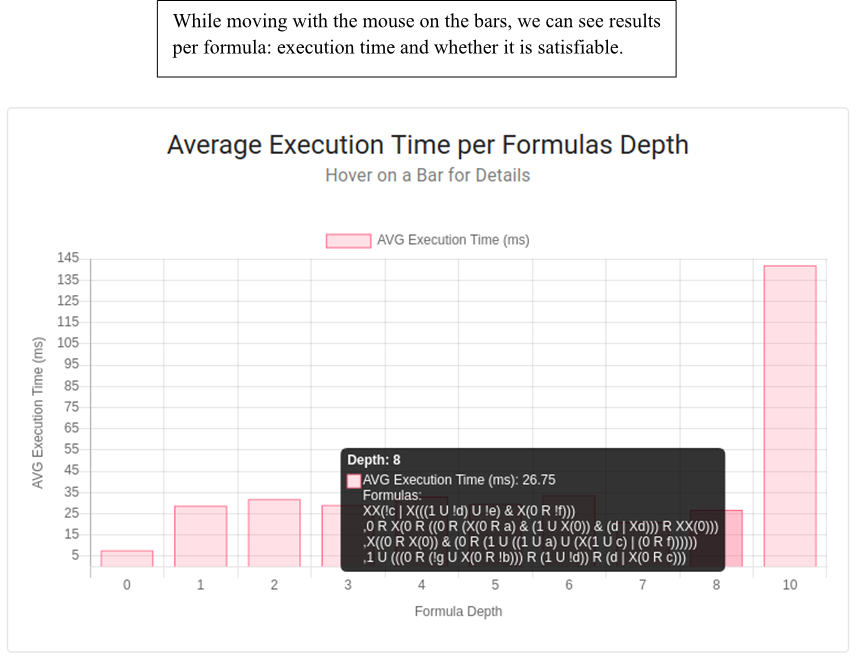 While moving with the mouse on the bars, we can see results
per formula: execution time and whether it is satisfiable.
Average Execution Time per Formulas Depth
Hover on a Bar for Details
AVG Execution Time (ms)
145
135
125
115
105
95
85
75
65
55
45
35
25
15
5
AVG Execution Time (ms)
Depth: 8
AVG Execution Time (ms): 26.75
Formulas:
XX(!c | X(((1 U !d) U !e) & X(0 R !f)))
,0 R X(0 R ((0 R (X(0 R a) & (1 U X(0)) & (d | Xd))) R XX(0)))
,X((0 R X(0)) & (0 R (1 U ((1 U a) U (X(1 U c) | (0 R f))))))
,1 U (((0 R (!g U X(0 R !b))) R (1 U !d)) R (d | X(0 R c)))
0 1 2 3 4 5 6 7 8 10
Formula Depth